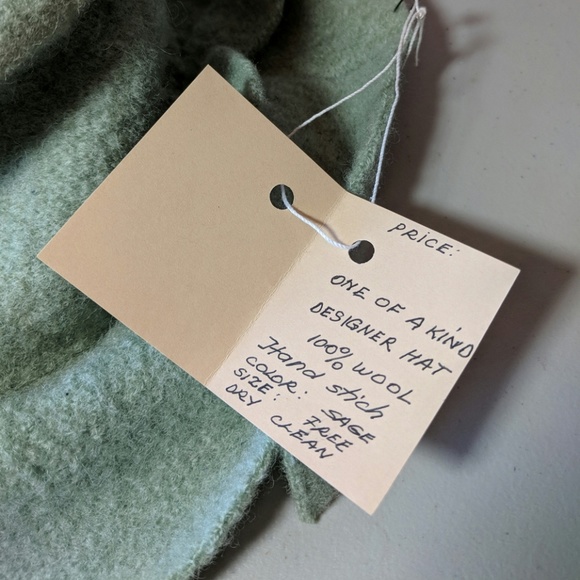 PRICE:
ONE OF A KIND
DESIGNER HAT
100% WOOL
Hand stich
COLOR: SAGE
SIZE: FREE
DRY CLEAN